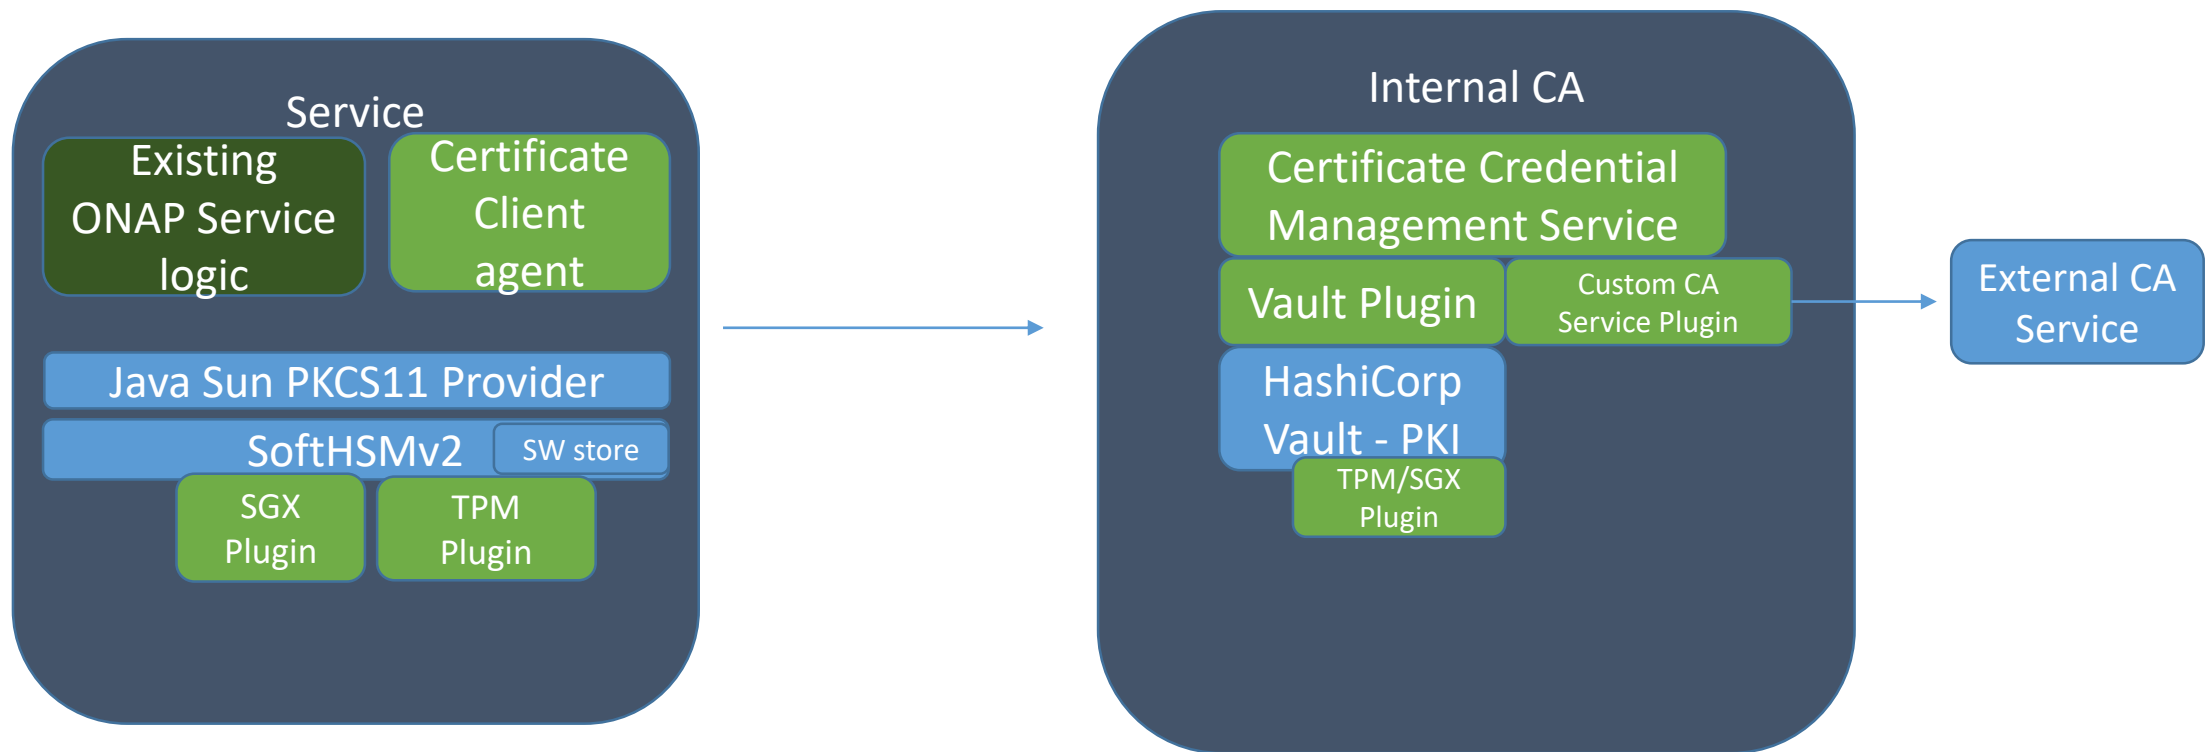 Service
Existing
ONAP Service
logic
Certificate
Client
agent
Java Sun PKCS11 Provider
SoftHSMv2
SW store
SGX
Plugin
TPM
Plugin
Internal CA
Certificate Credential
Management Service
Vault Plugin
Custom CA
Service Plugin
HashiCorp
Vault - PKI
TPM/SGX
Plugin
External CA
Service